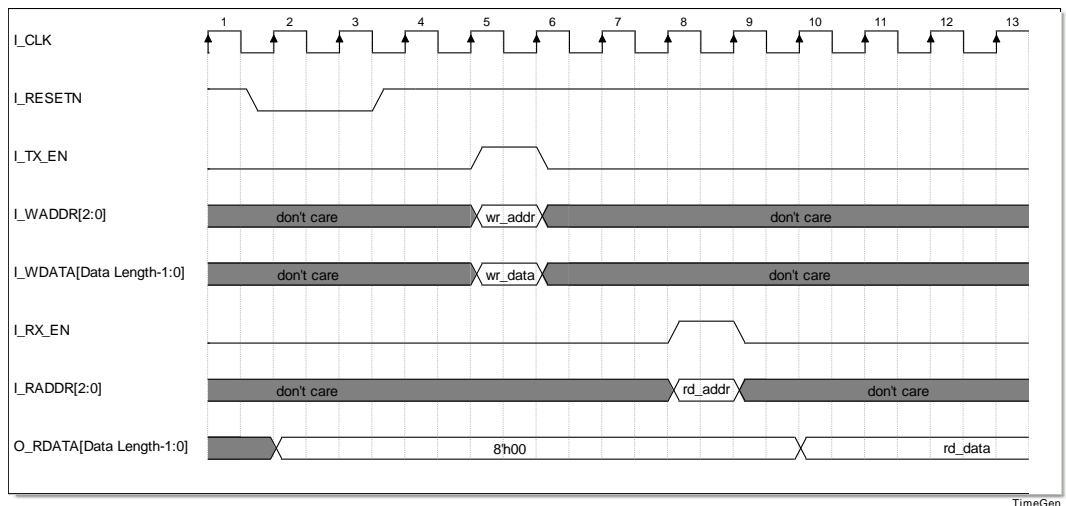 1 2 3 4 5 6 7 8 9 10 11 12 13
I_CLK
I_RESETN
I_TX_EN
I_WADDR[2:0] don't care wr_addr don't care
I_WDATA[Data Length-1:0] don't care wr_data don't care
I_RX_EN
I_RADDR[2:0] don't care rd_addr don't care
O_RDATA[Data Length-1:0] 8'h00 rd_data
TimeGen